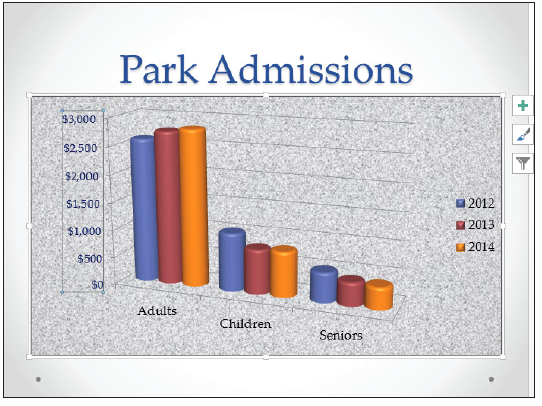 Park Admissions
$3,000
$2,500
$2,000
$1,500
$1,000
$500
$0
Adults
Children
Seniors
2012
2013
2014